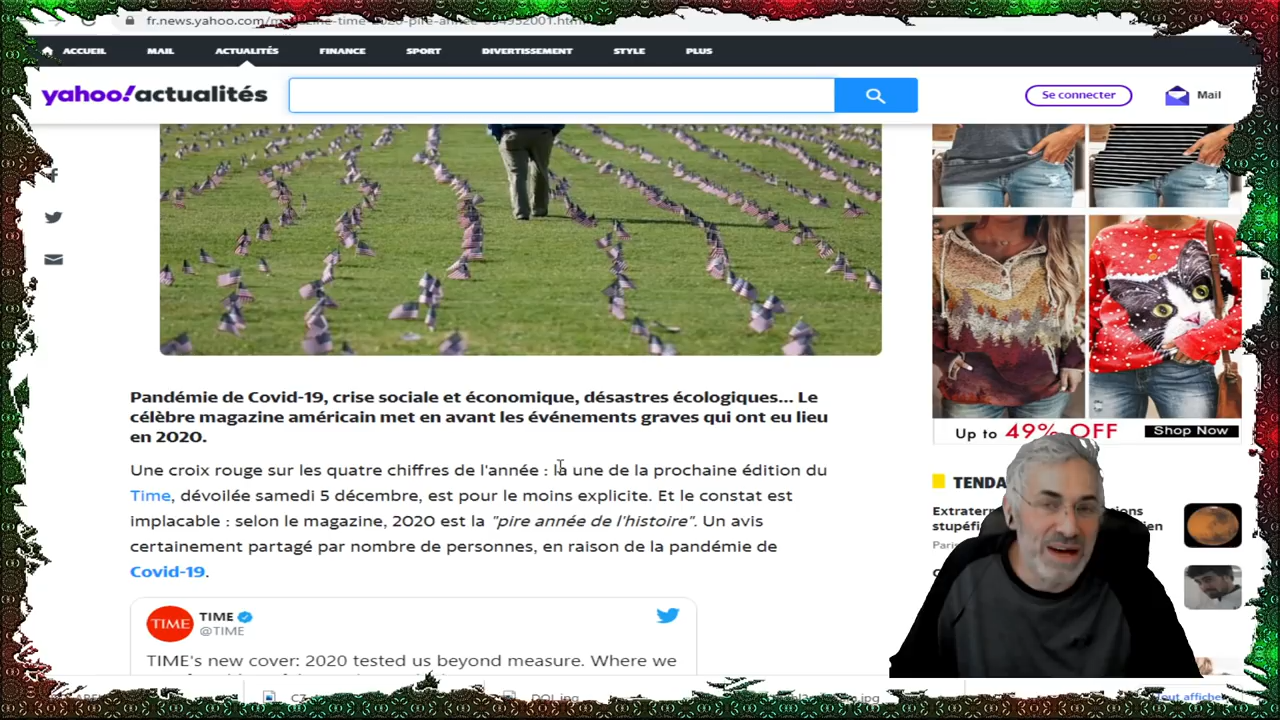 fr.news.yahoo.com/
ACCUEIL MAIL ACTUALITÉS FINANCE SPORT DIVERTISSEMENT STYLE PLUS
yahoo!actualités
Se connecter
Mail
Up to 49% OFF Shop Now
Pandémie de Covid-19, crise sociale et économique, désastres écologiques... Le
célèbre magazine américain met en avant les événements graves qui ont eu lieu
en 2020.
Une croix rouge sur les quatre chiffres de l'année : la une de la prochaine édition du
Time, dévoilée samedi 5 décembre, est pour le moins explicite. Et le constat est
implacable : selon le magazine, 2020 est la "pire année de l'histoire". Un avis
certainement partagé par nombre de personnes, en raison de la pandémie de
Covid-19.
TIME
TIME
@TIME
TIME's new cover: 2020 tested us beyond measure. Where we
TENDA
Extraterr
stupéfi